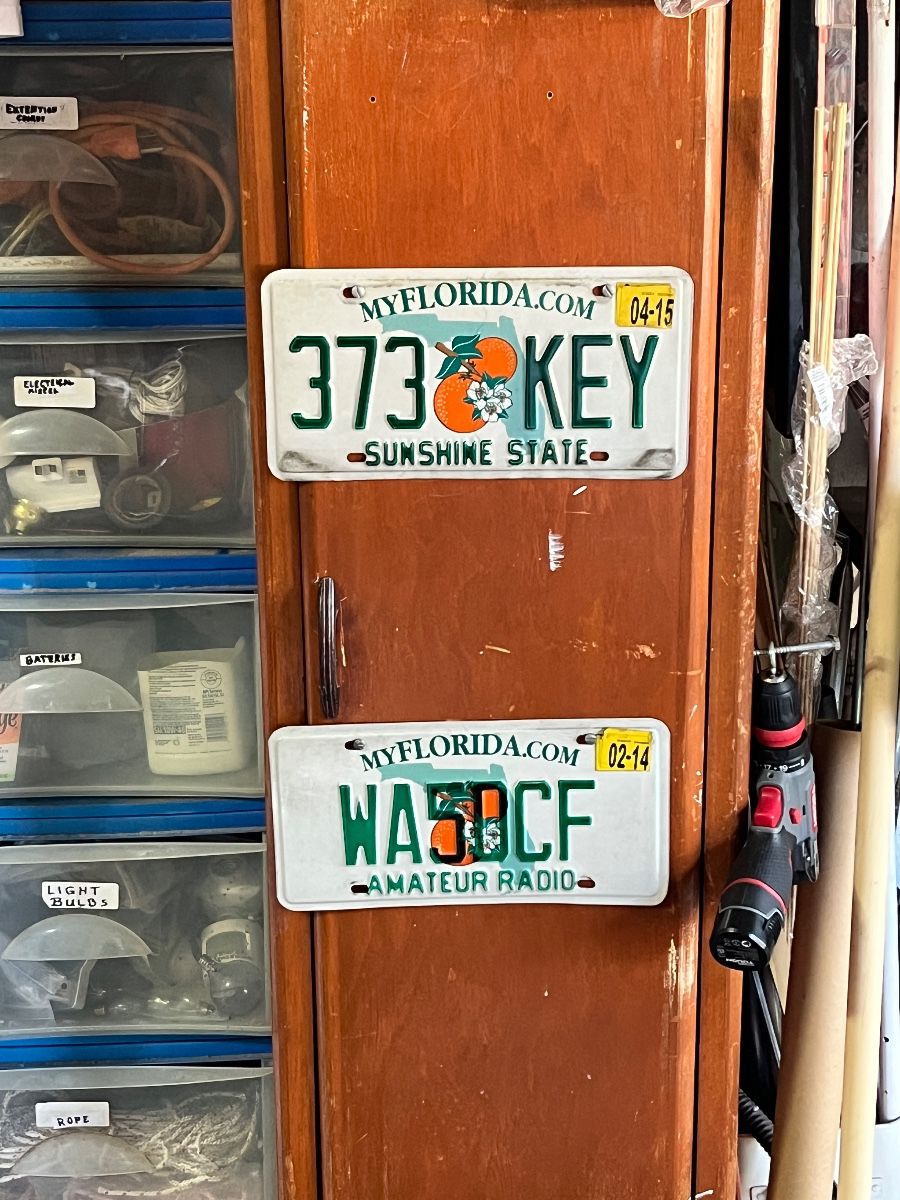 EXTENTION
CORDS
ELECTRICAL
BATERIES
LIGHT
BULBS
ROPE
MYFLORIDA.COM
04-15
373 KEY
SUNSHINE STATE
MYFLORIDA.COM
02-14
WA5DCF
AMATEUR RADIO